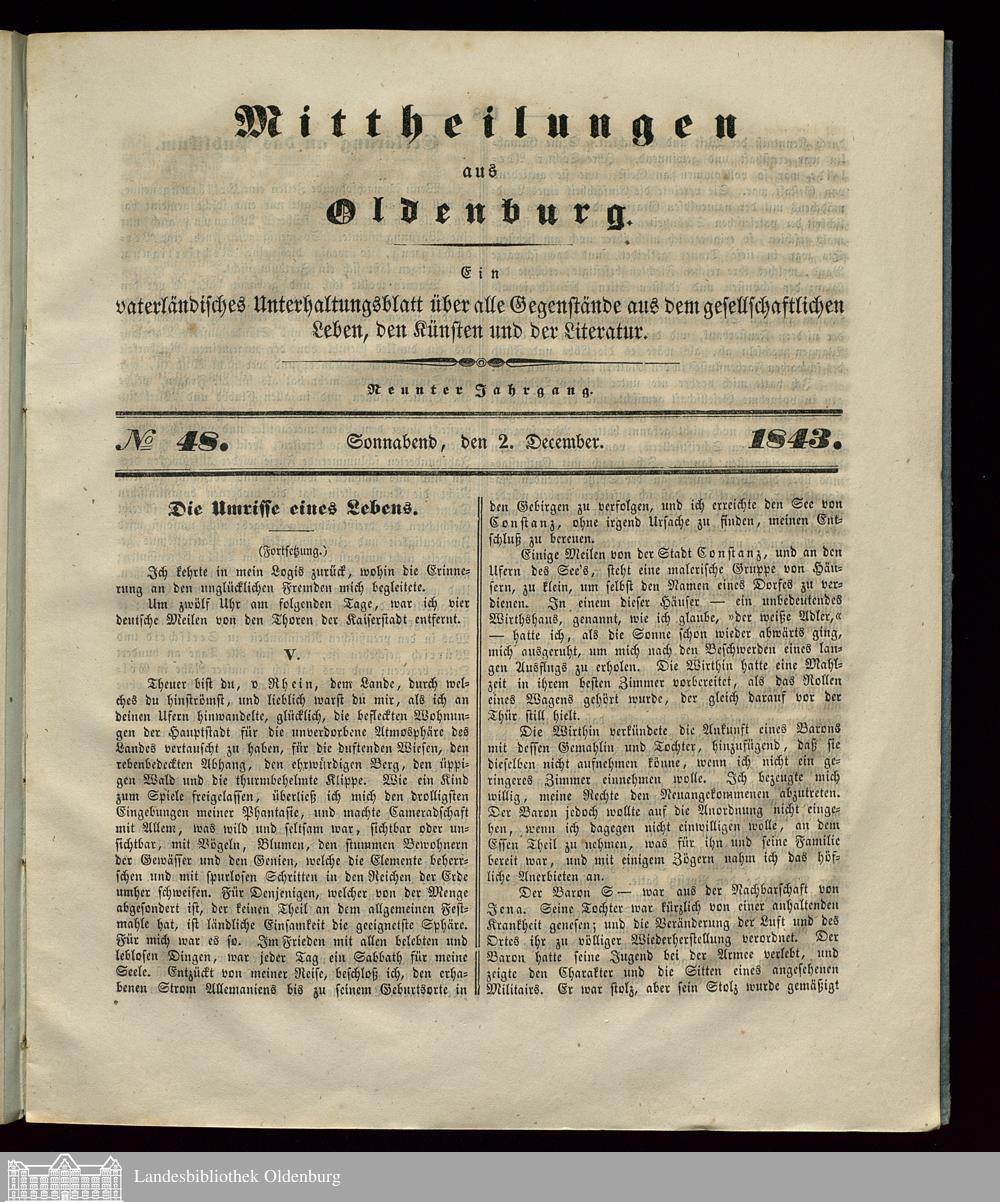 Mittheilungen
aus
Oldenburg.
Ein
vaterländisches Unterhaltungsblatt über alle Gegenstände aus dem gesellschaftlichen
Leben, den Künsten und der Literatur.
Neunter Jahrgang.
№ 48. Sonnabend, den 2. December. 1843.
Die Umrisse eines Lebens.
(Fortsetzung.)
Ich kehrte in mein Logis zurück, wohin die Erinne-
rung an den unglücklichen Fremden mich begleitete.
Um zwölf Uhr am folgenden Tage, war ich vier
deutsche Meilen von den Thoren der Kaiserstadt entfernt.
V.
Theuer bist du, o Rhein, dem Lande, durch wel-
ches du hinströmst, und lieblich warst du mir, als ich an
deinen Ufern hinwandelte, glücklich, die befleckten Wohnun-
gen der Hauptstadt für die unverdorbene Atmosphäre des
Landes vertauscht zu haben, für die duftenden Wiesen, den
rebenbedeckten Abhang, den ehrwürdigen Berg, den üppi-
gen Wald und die thurmbehelmte Klippe. Wie ein Kind
zum Spiele freigelassen, überließ ich mich den drolligsten
Eingebungen meiner Phantasie, und machte Cameradschaft
mit Allem, was wild und seltsam war, sichtbar oder un-
sichtbar, mit Vögeln, Blumen, den stummen Bewohnern
der Gewässer und den Genien, welche die Elemente beherr-
schen und mit spurlosen Schritten in den Reichen der Erde
umher schweifen. Für Denjenigen, welcher von der Menge
abgesondert ist, der keinen Theil an dem allgemeinen Fest-
mahle hat, ist ländliche Einsamkeit die geeigneiste Sphäre.
Für mich war es so. Im Frieden mit allen belebten und
leblosen Dingen, war jeder Tag ein Sabbath für meine
Seele. Entzückt von meiner Reise, beschloß ich, den erha-
benen Strom Allemaniens bis zu seinem Geburtsorte in
den Gebirgen zu verfolgen, und ich erreichte den See von
Constanz, ohne irgend Ursache zu finden, meinen Ent-
schluß zu bereuen.
Einige Meilen von der Stadt Constanz, und an den
Ufern des See's, steht eine malerische Gruppe von Häu-
sern, zu klein, um selbst den Namen eines Dorfes zu ver-
dienen. In einem dieser Häuser — ein unbedeutendes
Wirthshaus, genannt, wie ich glaube, »der weiße Adler,«
— hatte ich, als die Sonne schon wieder abwärts ging,
mich ausgeruht, um mich nach den Beschwerden eines lan-
gen Ausflugs zu erholen. Die Wirthin hatte eine Mahl-
zeit in ihrem besten Zimmer vorbereitet, als das Rollen
eines Wagens gehört wurde, der gleich darauf vor der
Thür still hielt.
Die Wirthin verkündete die Ankunft eines Barons
mit dessen Gemahlin und Tochter, hinzufügend, daß sie
dieselben nicht aufnehmen könne, wenn ich nicht ein ge-
ringeres Zimmer einnehmen wolle. Ich bezeugte mich
willig, meine Rechte den Neuangekommenen abzutreten.
Der Baron jedoch wollte auf die Anordnung nicht einge-
hen, wenn ich dagegen nicht einwilligen wolle, an dem
Essen Theil zu nehmen, was für ihn und seine Familie
bereit war, und mit einigem Zögern nahm ich das höf-
liche Anerbieten an.
Der Baron S— war aus der Nachbarschaft von
Jena. Seine Tochter war kürzlich von einer anhaltenden
Krankheit genesen; und die Veränderung der Luft und des
Ortes ihr zu völliger Wiederherstellung verordnet. Der
Baron hatte seine Jugend bei der Armee verlebt, und
zeigte den Charakter und die Sitten eines angesehenen
Militairs. Er war stolz, aber sein Stolz wurde gemäßigt
Landesbibliothek Oldenburg